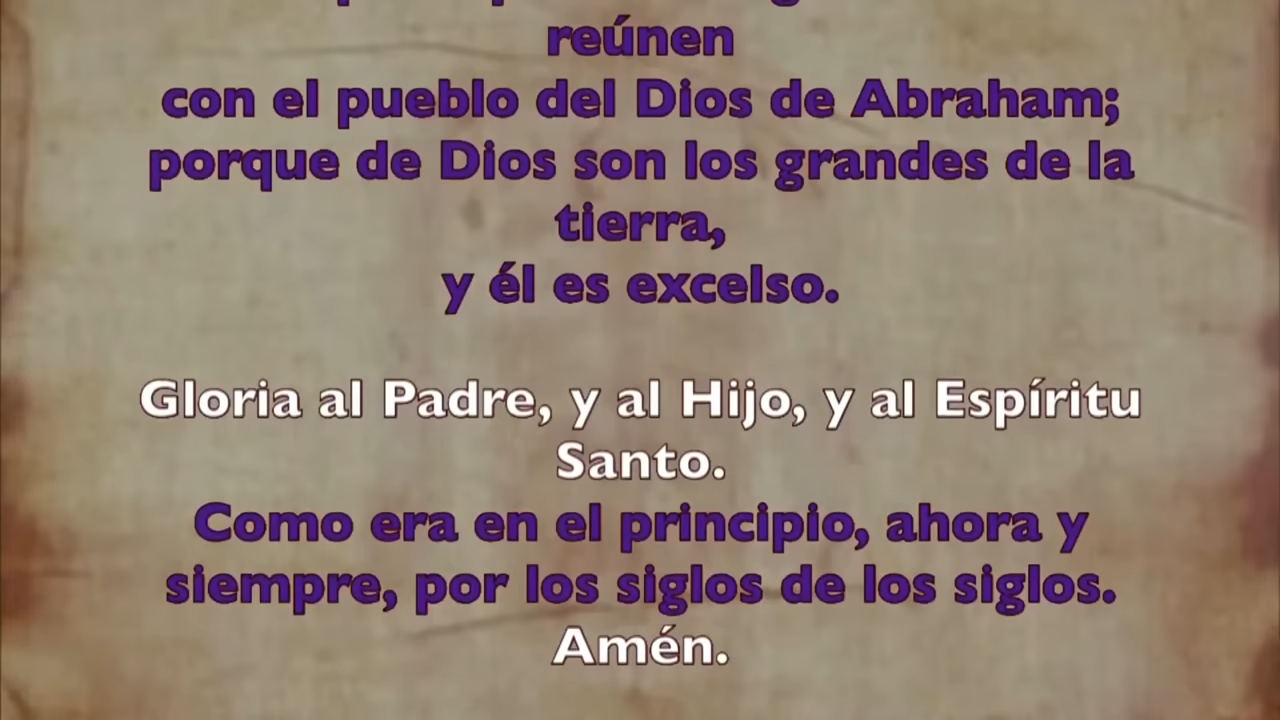 reúnen
con el pueblo del Dios de Abraham;
porque de Dios son los grandes de la
tierra,
y él es excelso.
Gloria al Padre, y al Hijo, y al Espíritu
Santo.
Como era en el principio, ahora y
siempre, por los siglos de los siglos.
Amén.